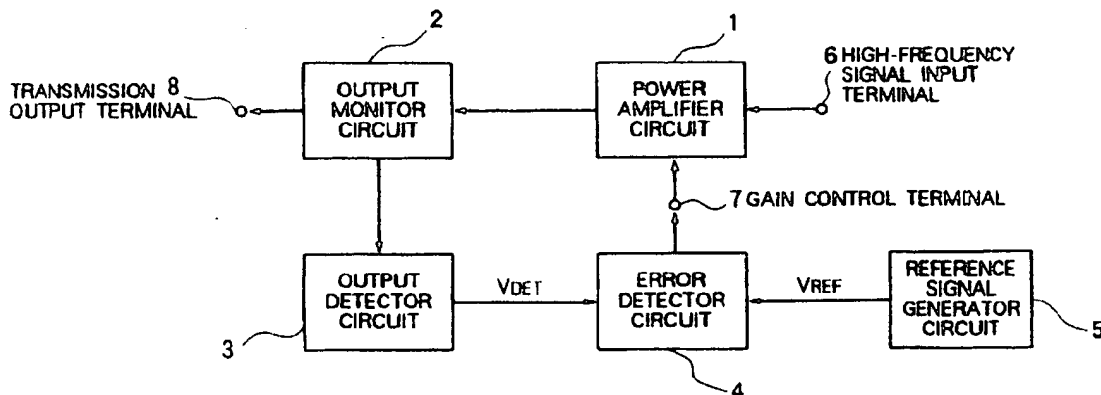 2
1
TRANSMISSION 8
OUTPUT TERMINAL
OUTPUT
MONITOR
CIRCUIT
POWER
AMPLIFIER
CIRCUIT
6 HIGH-FREQUENCY
SIGNAL INPUT
TERMINAL
7 GAIN CONTROL TERMINAL
OUTPUT
DETECTOR
CIRCUIT
VDET
ERROR
DETECTOR
CIRCUIT
VREF
REFERENCE
SIGNAL
GENERATOR
CIRCUIT
3
4
5